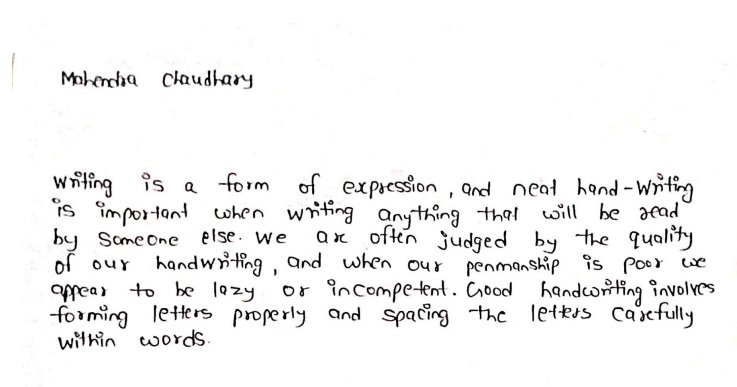 Mahendra Chaudhary
Writing is a form of expression, and neat hand-writing
is important when writing anything that will be read
by someone else. We are often judged by the quality
of our handwriting, and when our penmanship is poor we
appear to be lazy or incompetent. Good handwriting involves
forming letters properly and spacing the letters carefully
within words.